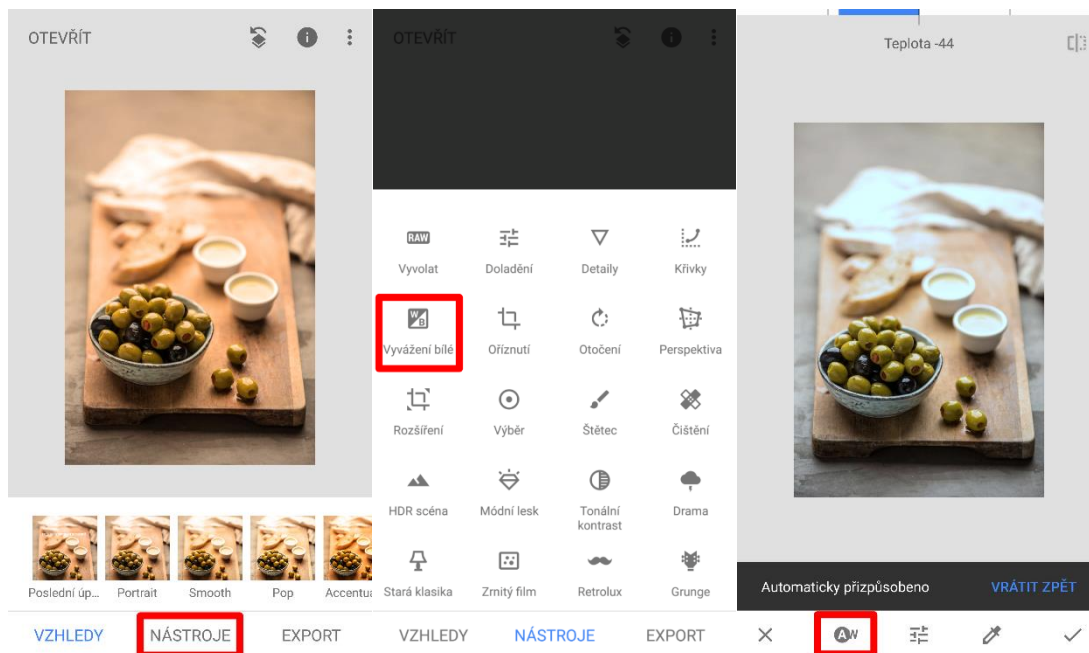 OTEVŘÍT
Poslední úp... Portrait Smooth Pop Accentua
VZHLEDY NÁSTROJE EXPORT
OTEVŘÍT
RAW
Vyvolat Doladění Detaily Křivky
W B
Vyvážení bílé Oříznutí Otočení Perspektiva
Rozšíření Výběr Štětec Čištění
HDR scéna Módní lesk Tonální kontrast Drama
Stará klasika Zrnitý film Retrolux Grunge
VZHLEDY NÁSTROJE EXPORT
Teplota -44
Automaticky přizpůsobeno VRÁTIT ZPĚT
AW